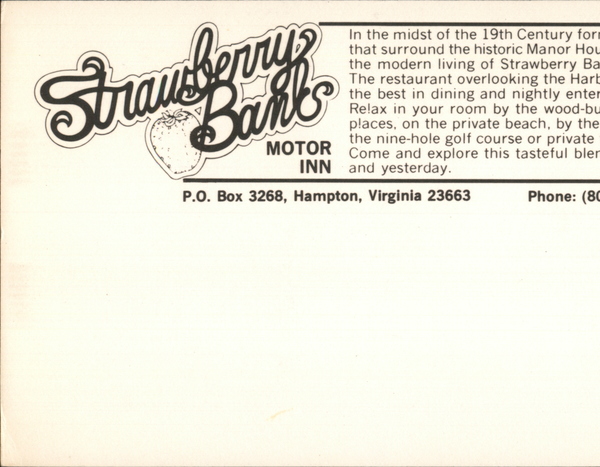 Strawberry
Banks
MOTOR
INN
In the midst of the 19th Century
that surround the historic Manor
the modern living of Strawberry
The restaurant overlooking the
the best in dining and nightly
Relax in your room by the
places, on the private beach, by the
the nine-hole golf course or private
Come and explore this tasteful
and yesterday.
P.O. Box 3268, Hampton, Virginia 23663
Phone: (80